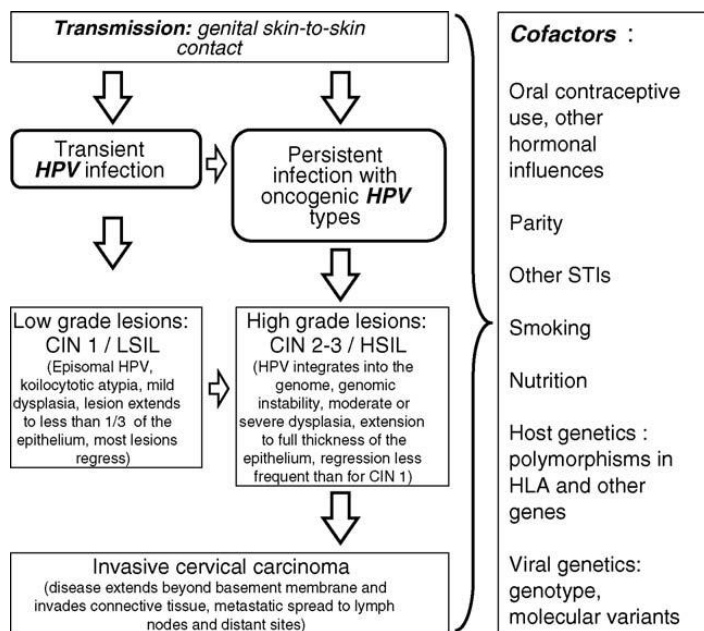 Transmission: genital skin-to-skin
contact
Transient
HPV infection
Persistent
infection with
oncogenic HPV
types
Low grade lesions:
CIN 1 / LSIL
(Episomal HPV,
koilocytotic atypia, mild
dysplasia, lesion extends
to less than 1/3 of the
epithelium, most lesions
regress)
High grade lesions:
CIN 2-3 / HSIL
(HPV integrates into the
genome, genomic
instability, moderate or
severe dysplasia, extension
to full thickness of the
epithelium, regression less
frequent than for CIN 1)
Invasive cervical carcinoma
(disease extends beyond basement membrane and
invades connective tissue, metastatic spread to lymph
nodes and distant sites)
Cofactors :
Oral contraceptive
use, other
hormonal
influences
Parity
Other STIs
Smoking
Nutrition
Host genetics :
polymorphisms in
HLA and other
genes
Viral genetics:
genotype,
molecular variants